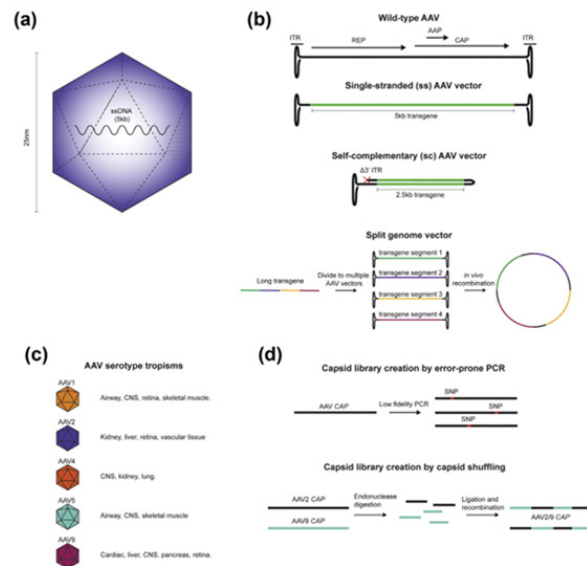 (a)
25nm
ssDNA
(5kb)
(b)
Wild-type AAV
ITR
REP
AAP
CAP
ITR
Single-stranded (ss) AAV vector
5kb transgene
Self-complementary (sc) AAV vector
Δ3' ITR
2.5kb transgene
Split genome vector
Long transgene
Divide to multiple
AAV vectors
transgene segment 1
transgene segment 2
transgene segment 3
transgene segment 4
in vivo
recombination
(c)
AAV serotype tropisms
AAV1
Airway, CNS, retina, skeletal muscle.
AAV2
Kidney, liver, retina, vascular tissue
AAV4
CNS, kidney, lung.
AAV5
Airway, CNS, skeletal muscle
AAV9
Cardiac, liver, CNS, pancreas, retina.
(d)
Capsid library creation by error-prone PCR
AAV CAP
Low fidelity PCR
SNP
SNP
SNP
Capsid library creation by capsid shuffling
AAV2 CAP
AAV9 CAP
Endonuclease
digestion
Ligation and
recombination
AAV2/9 CAP